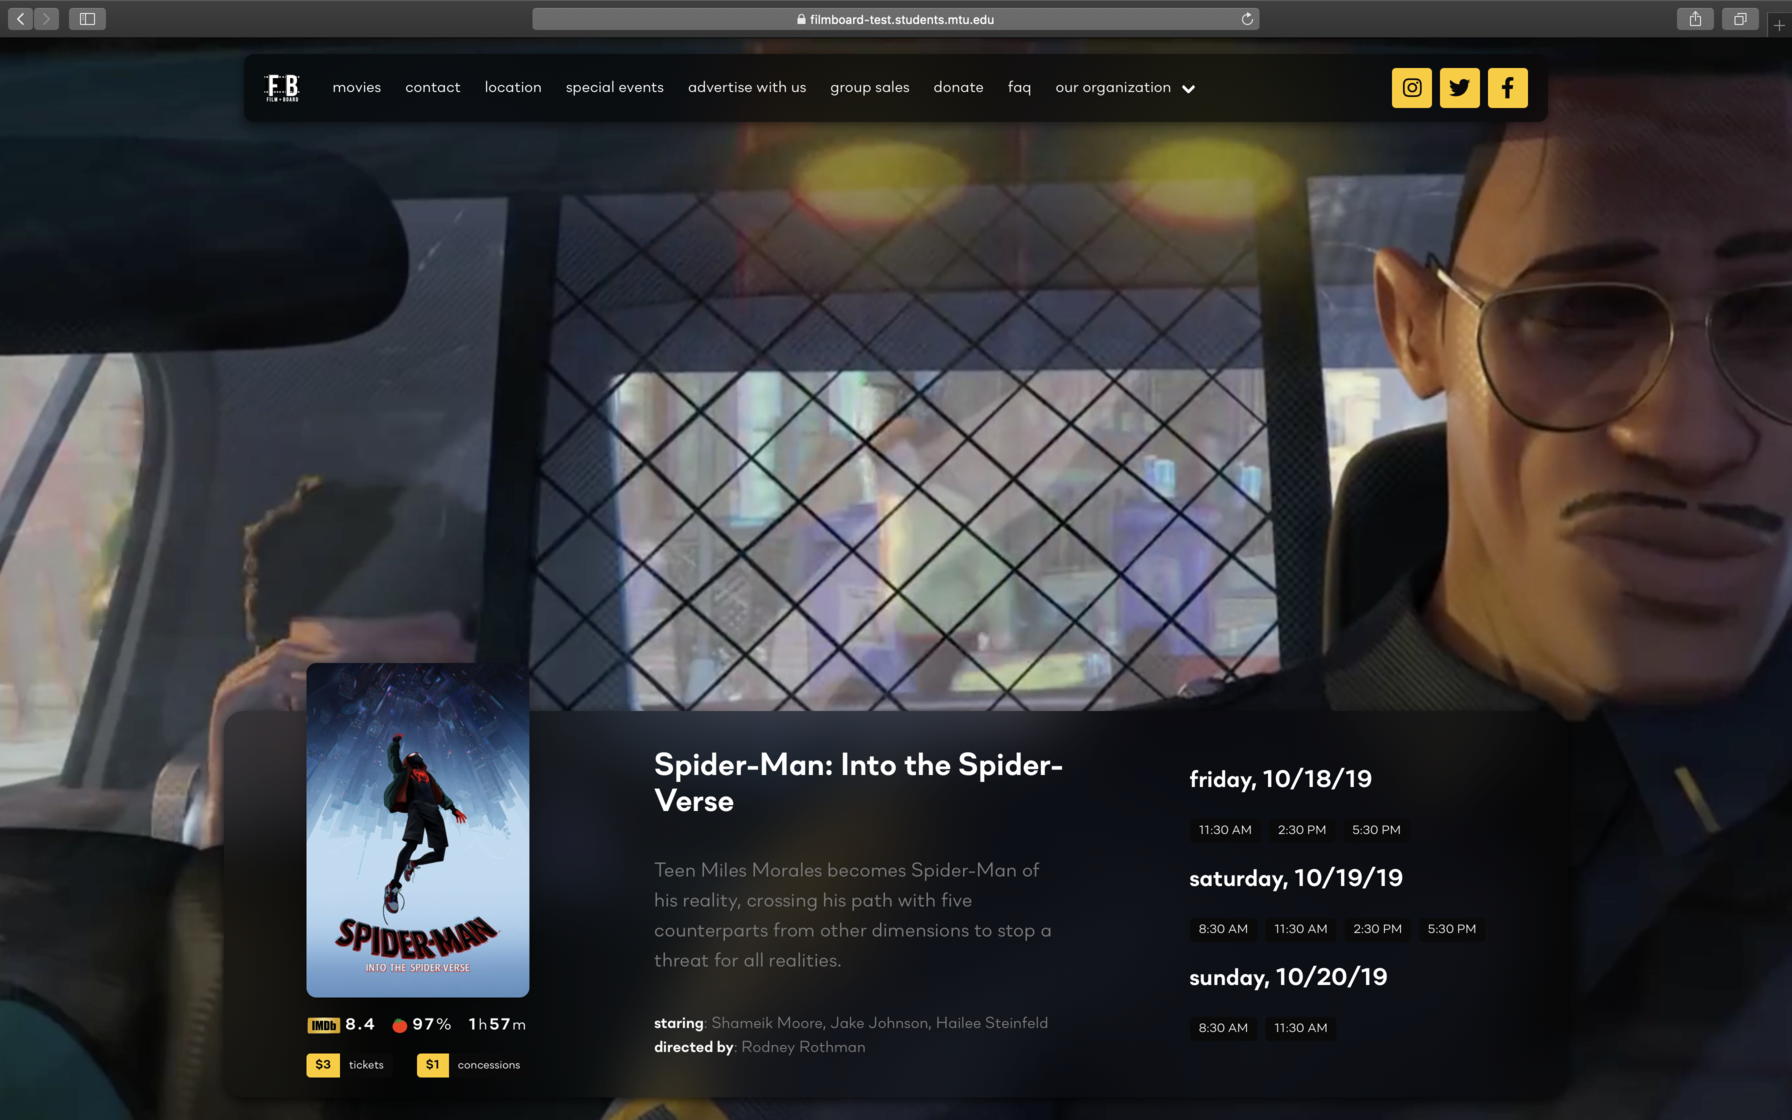 filmboard-test.students.mtu.edu
FB
FILM BOARD
movies contact location special events advertise with us group sales donate faq our organization
SPIDER-MAN
INTO THE SPIDER-VERSE
IMDb 8.4 97% 1h57m
$3 tickets $1 concessions
Spider-Man: Into the Spider-
Verse
Teen Miles Morales becomes Spider-Man of
his reality, crossing his path with five
counterparts from other dimensions to stop a
threat for all realities.
staring: Shameik Moore, Jake Johnson, Hailee Steinfeld
directed by: Rodney Rothman
friday, 10/18/19
11:30 AM 2:30 PM 5:30 PM
saturday, 10/19/19
8:30 AM 11:30 AM 2:30 PM 5:30 PM
sunday, 10/20/19
8:30 AM 11:30 AM